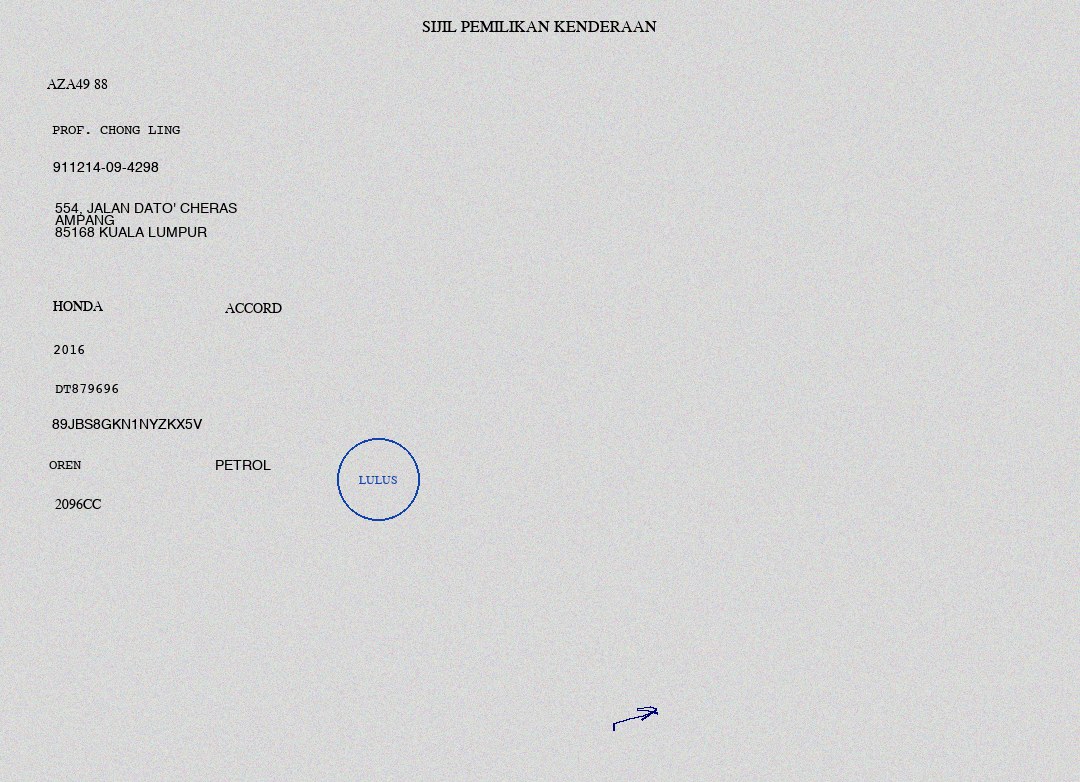 SIJIL PEMILIKAN KENDERAAN
AZA49 88
PROF. CHONG LING
911214-09-4298
554, JALAN DATO' CHERAS
AMPANG
85168 KUALA LUMPUR
HONDA ACCORD
2016
DT879696
89JBS8GKN1NYZKX5V
OREN PETROL
LULUS
2096CC